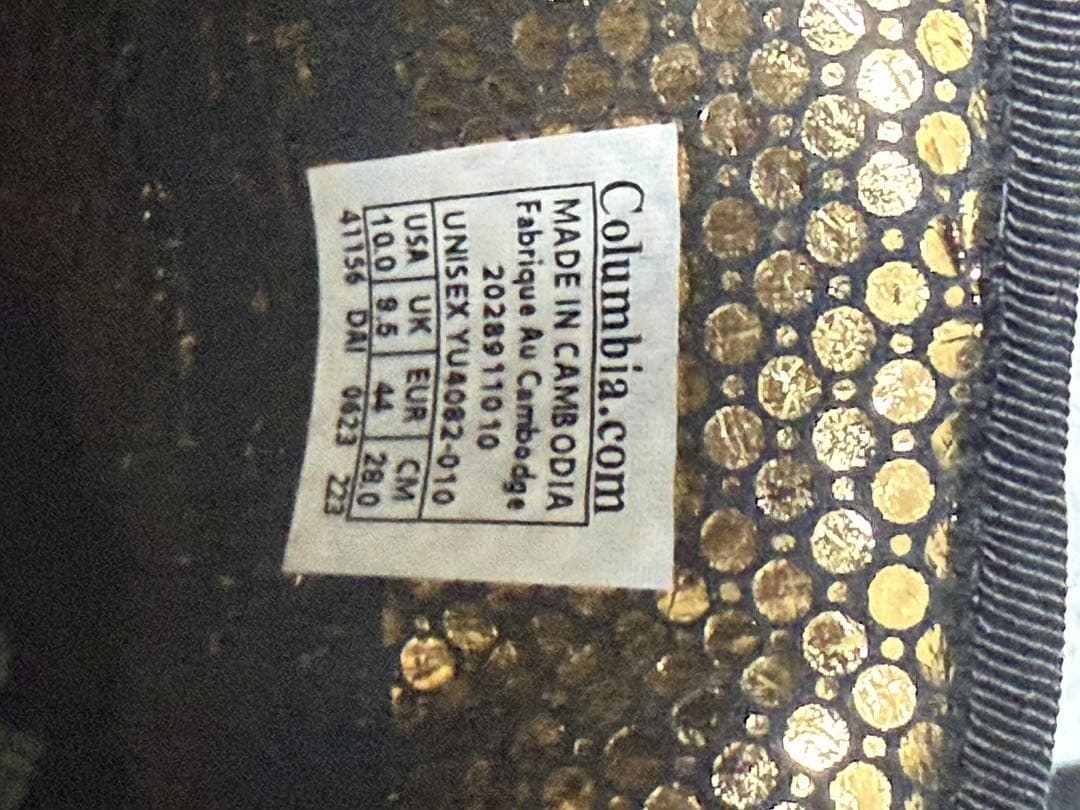 Columbia.com
MADE IN CAMBODIA
Fabrique Au Cambodge
2028911010
UNISEX YU4082-010
USA UK EUR CM
10.0 9.5 44 28.0
41156 DAI 0623 223